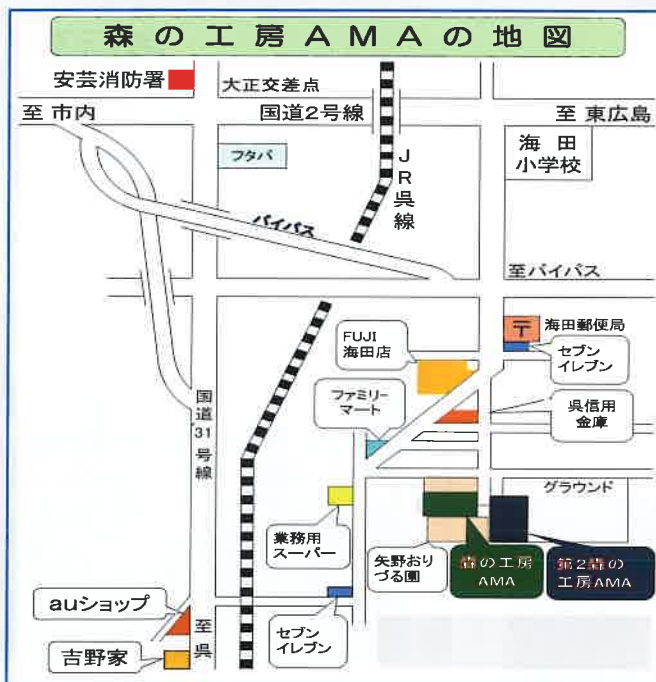 森の工房AMAの地図
安芸消防署
大正交差点
至 市内
国道2号線
至 東広島
フタバ
JR呉線
海田
小学校
バイパス
至バイパス
〒
海田郵便局
FUJI
海田店
セブン
イレブン
ファミリー
マート
呉信用
金庫
国道31号線
グラウンド
業務用
スーパー
矢野おり
づる園
森の工房
AMA
第2森の
工房AMA
auショップ
至呉
セブン
イレブン
吉野家